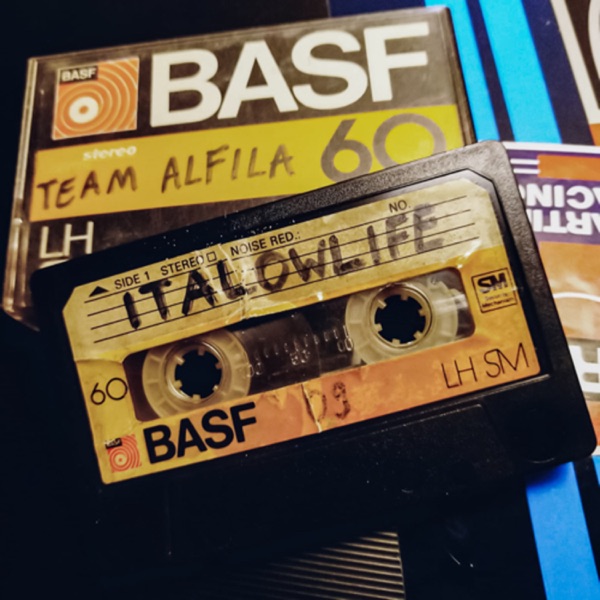 BASF
BASF
stereo
60
TEAM ALFILA
LH
SIDE 1 STEREO NOISE RED.: NO.
ITALOWLIFE
SM
60
LH SM
BASF